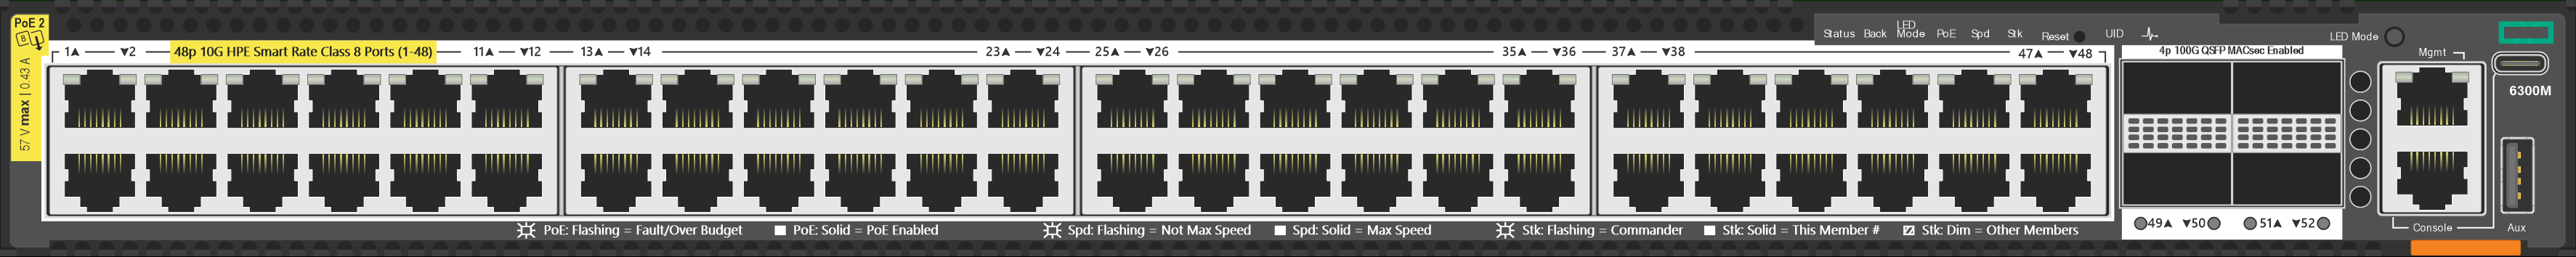 PoE 2
8
57 V max | 0.43 A
1▲ ▼2
48p 10G HPE Smart Rate Class 8 Ports (1-48)
11▲ ▼12
13▲ ▼14
23▲ ▼24
25▲ ▼26
35▲ ▼36
37▲ ▼38
47▲ ▼48
Status Back LED Mode PoE Spd Stk Reset UID
4p 100G QSFP MACsec Enabled
LED Mode
Mgmt
6300M
PoE: Flashing = Fault/Over Budget
PoE: Solid = PoE Enabled
Spd: Flashing = Not Max Speed
Spd: Solid = Max Speed
Stk: Flashing = Commander
Stk: Solid = This Member #
Stk: Dim = Other Members
49▲ ▼50
51▲ ▼52
Console
Aux